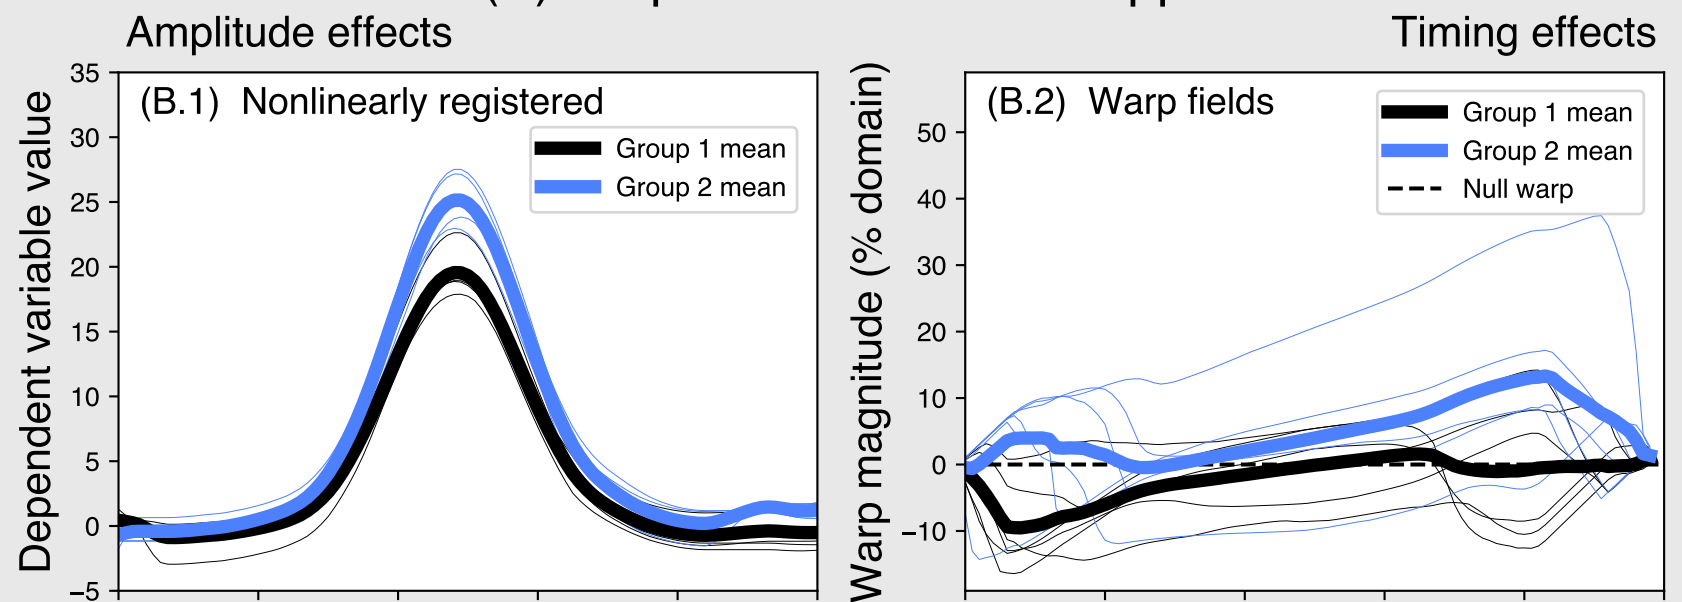 Amplitude effects
Timing effects
Dependent variable value
35
30
25
20
15
10
5
0
−5
(B.1) Nonlinearly registered
Group 1 mean
Group 2 mean
Warp magnitude (% domain)
50
40
30
20
10
0
−10
(B.2) Warp fields
Group 1 mean
Group 2 mean
Null warp